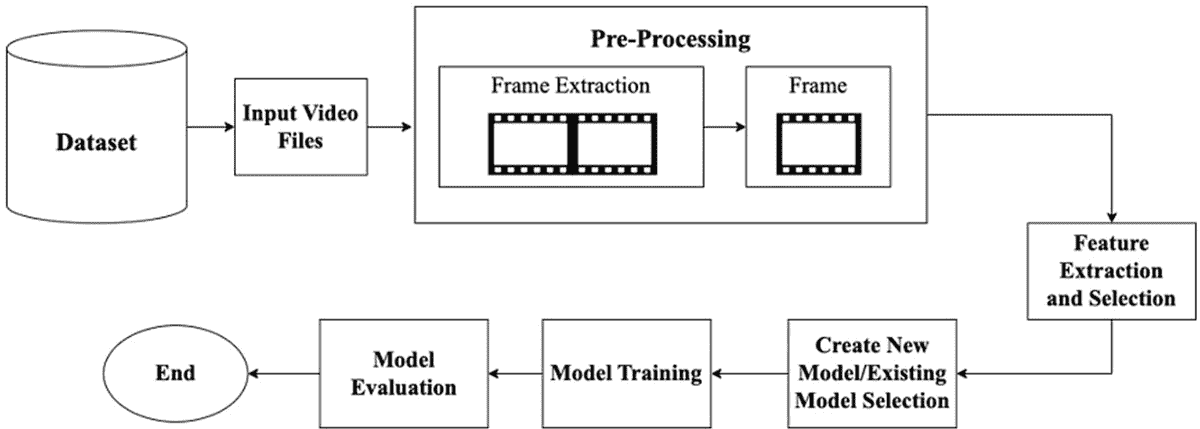 Dataset
Input Video
Files
Pre-Processing
Frame Extraction
Frame
Feature
Extraction
and Selection
Create New
Model/Existing
Model Selection
Model Training
Model
Evaluation
End